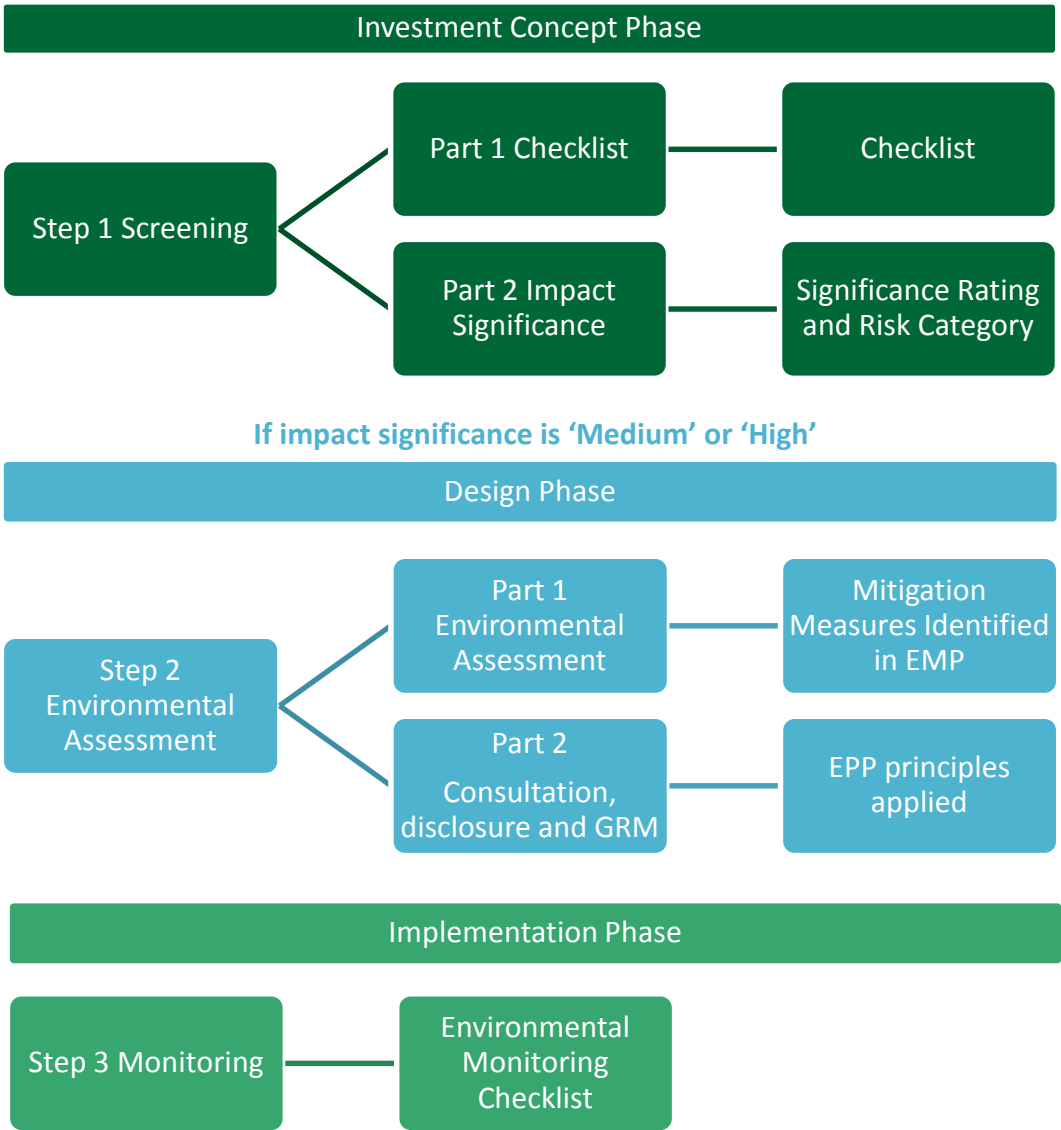 Investment Concept Phase
Step 1 Screening
Part 1 Checklist
Checklist
Part 2 Impact
Significance
Significance Rating
and Risk Category
If impact significance is ‘Medium’ or ‘High’
Design Phase
Step 2
Environmental
Assessment
Part 1
Environmental
Assessment
Mitigation
Measures Identified
in EMP
Part 2
Consultation,
disclosure and GRM
EPP principles
applied
Implementation Phase
Step 3 Monitoring
Environmental
Monitoring
Checklist